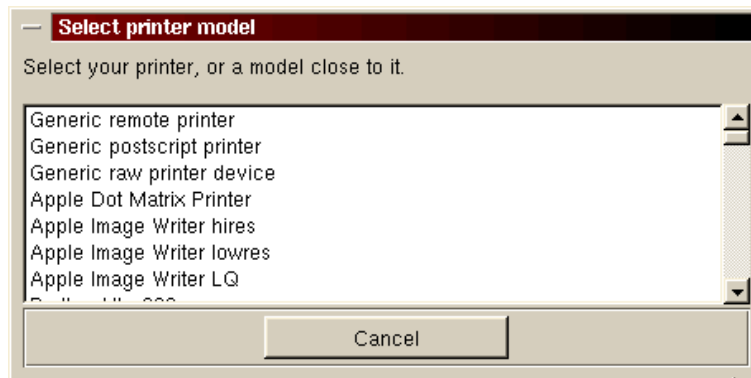 Select printer model
Select your printer, or a model close to it.
Generic remote printer
Generic postscript printer
Generic raw printer device
Apple Dot Matrix Printer
Apple Image Writer hires
Apple Image Writer lowres
Apple Image Writer LQ
Cancel